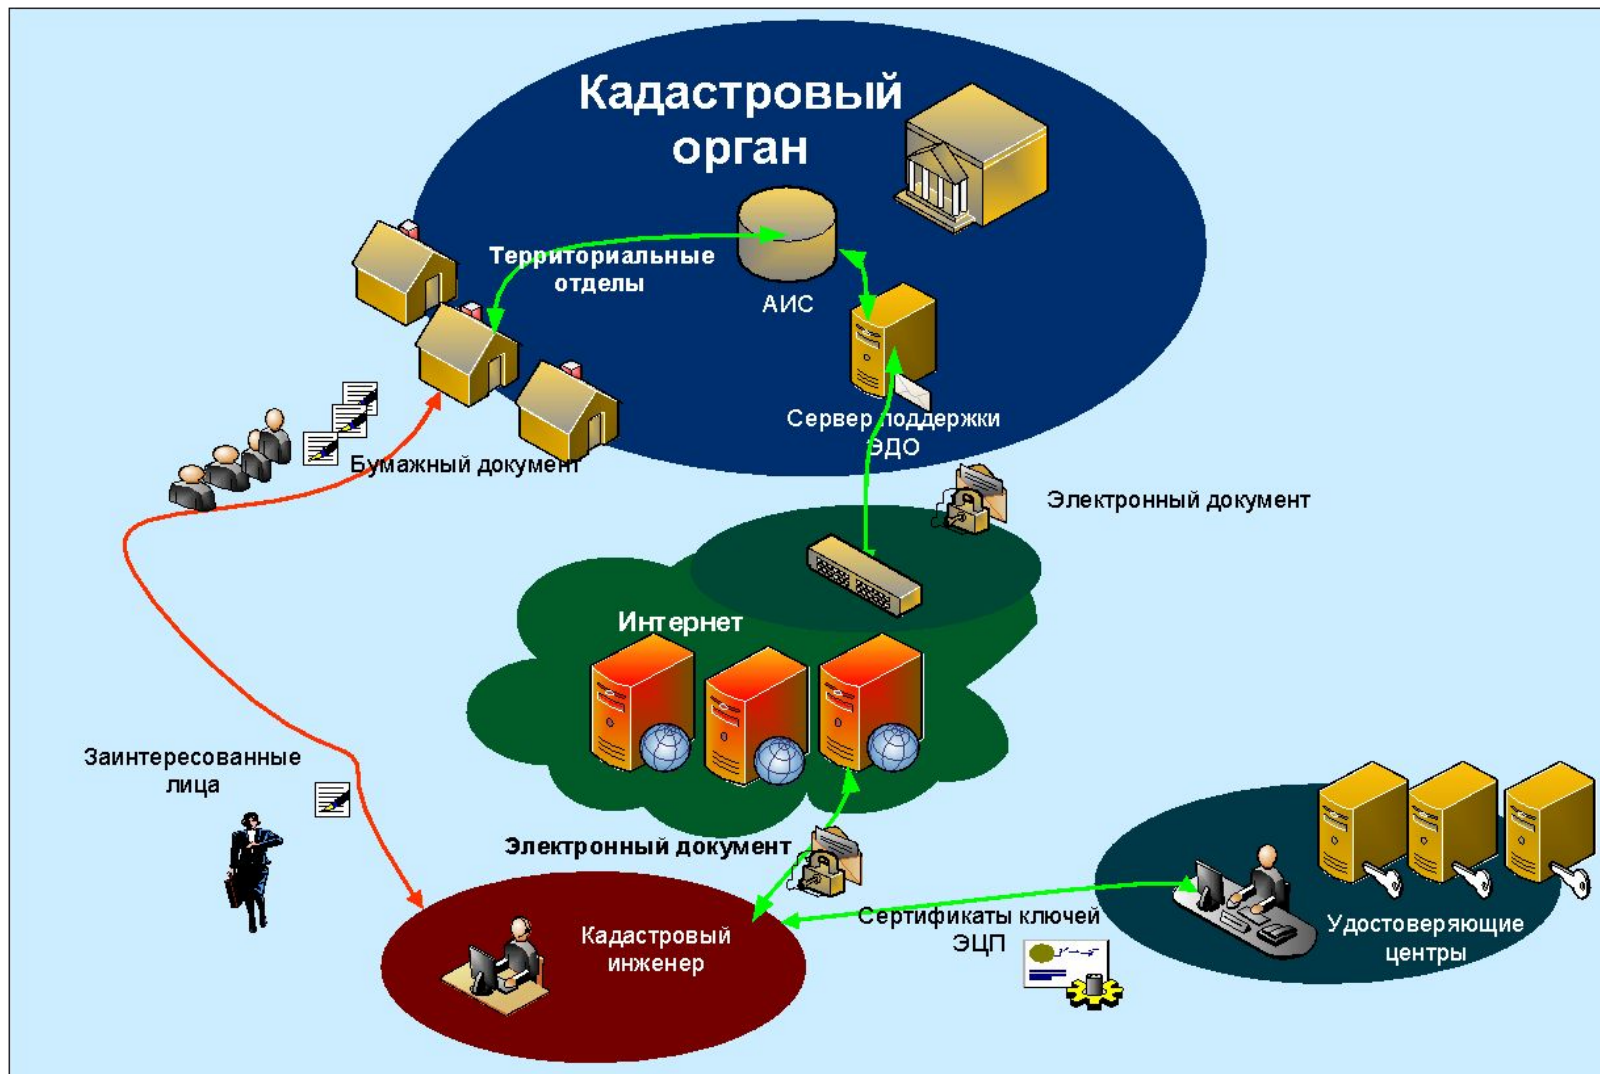 Кадастровый
орган
Территориальные
отделы
АИС
Сервер поддержки
ЭДО
Бумажный документ
Электронный документ
Интернет
Заинтересованные
лица
Электронный документ
Кадастровый
инженер
Сертификаты ключей
ЭЦП
Удостоверяющие
центры